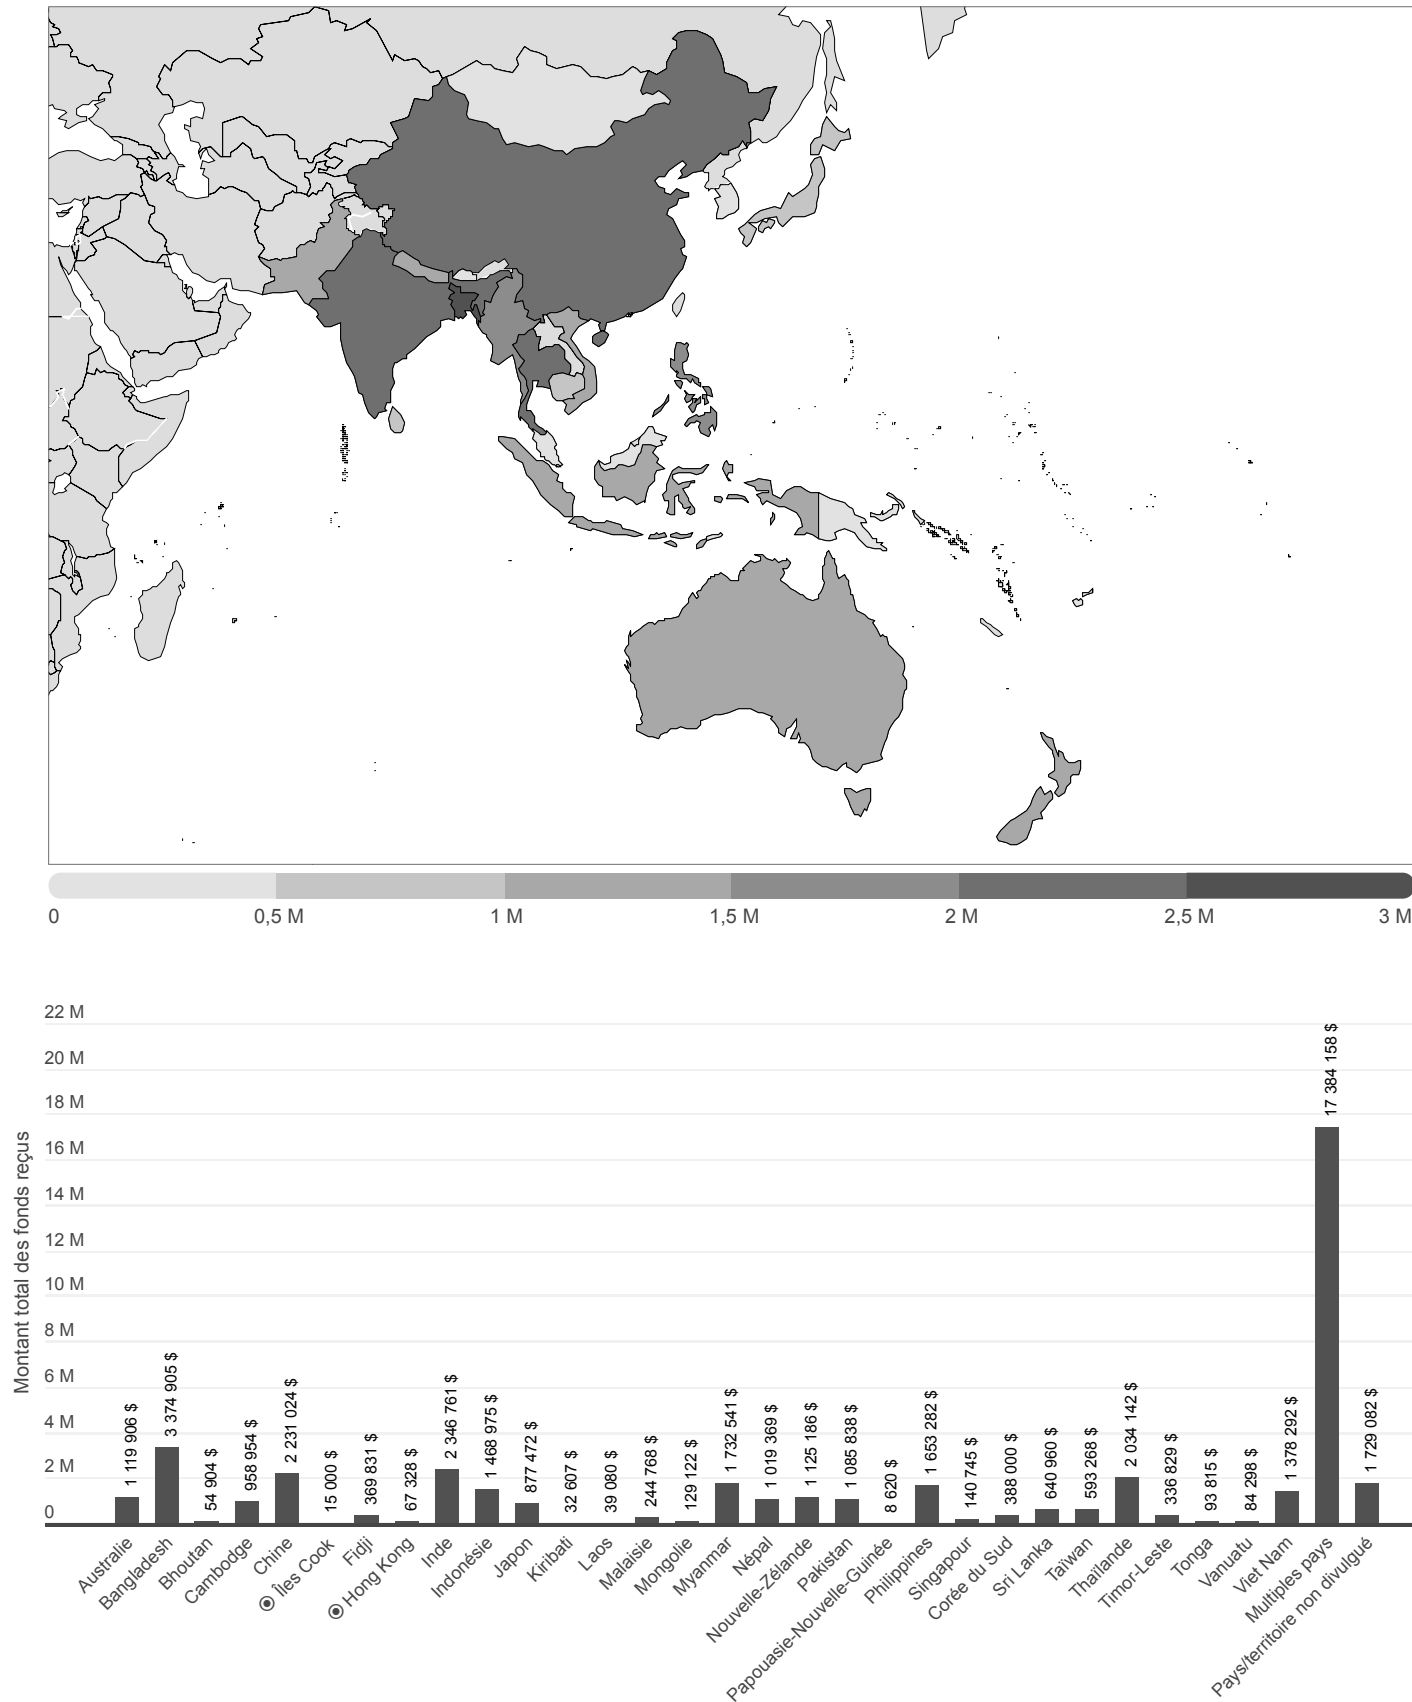 0
0,5 M
1 M
1,5 M
2 M
2,5 M
3 M
Montant total des fonds reçus
22 M
20 M
18 M
16 M
14 M
12 M
10 M
8 M
6 M
4 M
2 M
0
1 119 906 $
3 374 905 $
54 904 $
958 954 $
2 231 024 $
15 000 $
369 831 $
67 328 $
2 346 761 $
1 468 975 $
877 472 $
32 607 $
39 080 $
244 768 $
129 122 $
1 732 541 $
1 019 369 $
1 125 186 $
1 085 838 $
8 620 $
1 653 282 $
140 745 $
388 000 $
640 960 $
593 268 $
2 034 142 $
336 829 $
93 815 $
84 298 $
1 378 292 $
17 384 158 $
1 729 082 $
Australie
Bangladesh
Bhoutan
Cambodge
Chine
Îles Cook
Fidji
Hong Kong
Inde
Indonésie
Japon
Kiribati
Laos
Malaisie
Mongolie
Myanmar
Népal
Nouvelle-Zélande
Pakistan
Papouasie-Nouvelle-Guinée
Philippines
Singapour
Corée du Sud
Sri Lanka
Taïwan
Thaïlande
Timor-Leste
Tonga
Vanuatu
Viet Nam
Multiples pays
Pays/territoire non divulgué